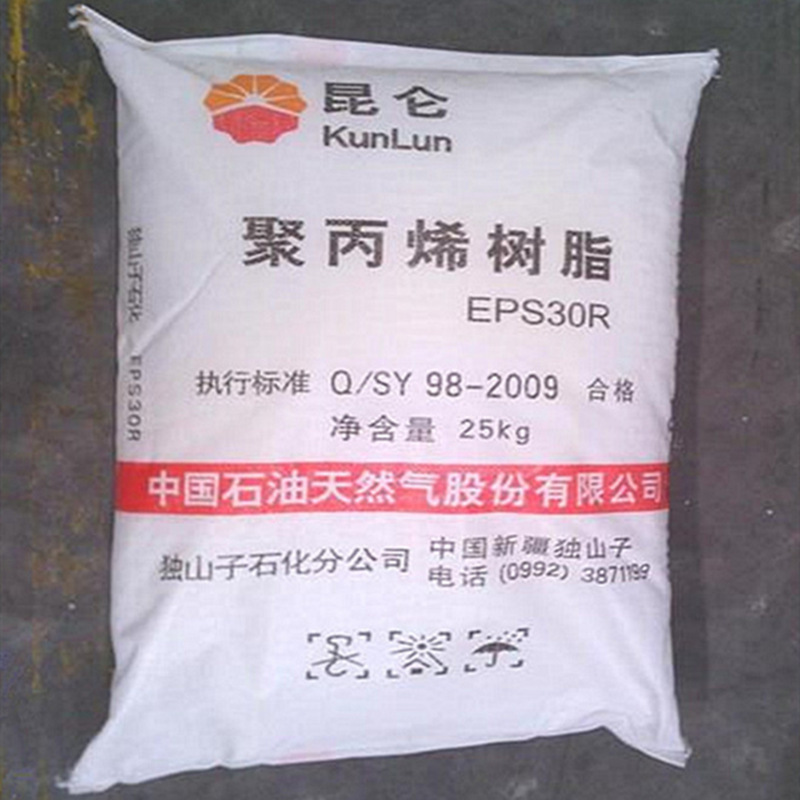 昆仑
KunLun
聚丙烯树脂
EPS30R
执行标准 Q/SY 98-2009 合格
净含量 25kg
中国石油天然气股份有限公司
独山子石化分公司
中国新疆独山子
电话 (0992) 3871199
独山子石化 EPS30R